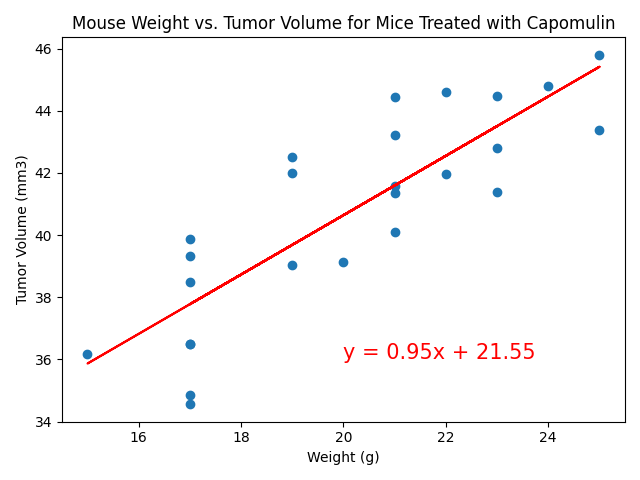 Mouse Weight vs. Tumor Volume for Mice Treated with Capomulin
46
44
42
40
38
36
34
Tumor Volume (mm3)
y = 0.95x + 21.55
16 18 20 22 24
Weight (g)